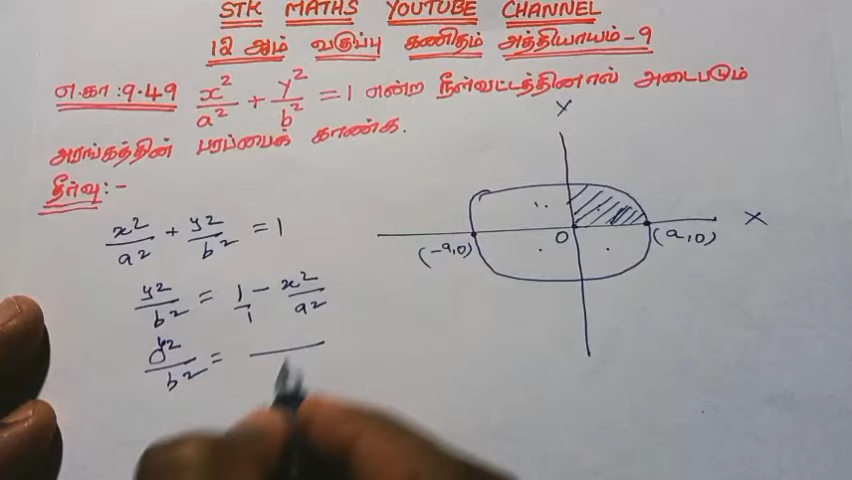 STK MATHS YOUTUBE CHANNEL
12 ஆம் வகுப்பு கணிதம் அத்தியாயம் - 9
எ.கா : 9.49 x²/a² + y²/b² = 1 என்ற நீள்வட்டத்தினால் அடைபடும்
அரங்கத்தின் பரப்பைக் காண்க.
தீர்வு :-
x²/a² + y²/b² = 1
y²/b² = 1/1 - x²/a²
y²/b² =
Y
X
0
(-a,0)
(a,0)